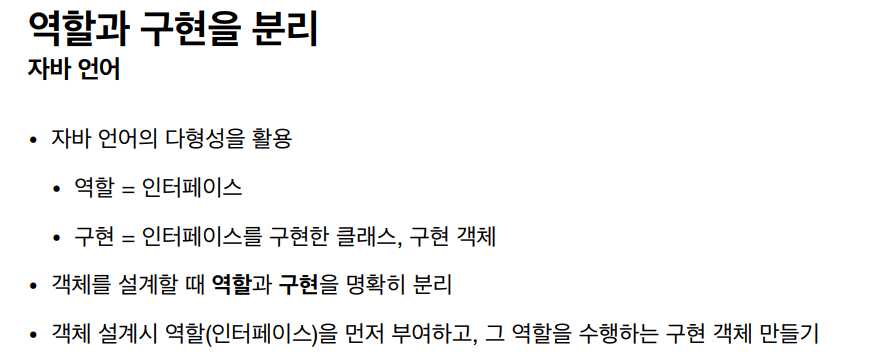 역할과 구현을 분리
자바 언어
• 자바 언어의 다형성을 활용
• 역할 = 인터페이스
• 구현 = 인터페이스를 구현한 클래스, 구현 객체
• 객체를 설계할 때 역할과 구현을 명확히 분리
• 객체 설계시 역할(인터페이스)을 먼저 부여하고, 그 역할을 수행하는 구현 객체 만들기